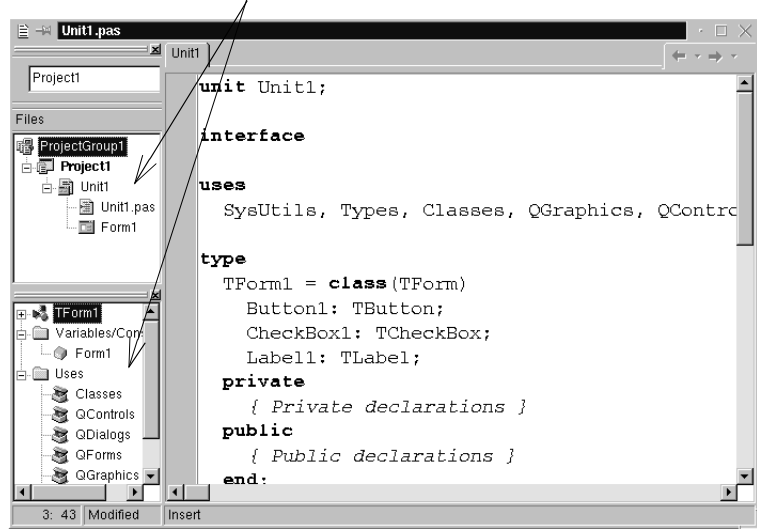 Unit1.pas
Project1
Files
ProjectGroup1
Project1
Unit1
Unit1.pas
Form1
TForm1
Variables/Con
Form1
Uses
Classes
QControls
QDialogs
QForms
QGraphics
Unit1
unit Unit1;
interface
uses
SysUtils, Types, Classes, QGraphics, QContro
type
TForm1 = class(TForm)
Button1: TButton;
CheckBox1: TCheckBox;
Label1: TLabel;
private
{ Private declarations }
public
{ Public declarations }
end;
3: 43 Modified Insert